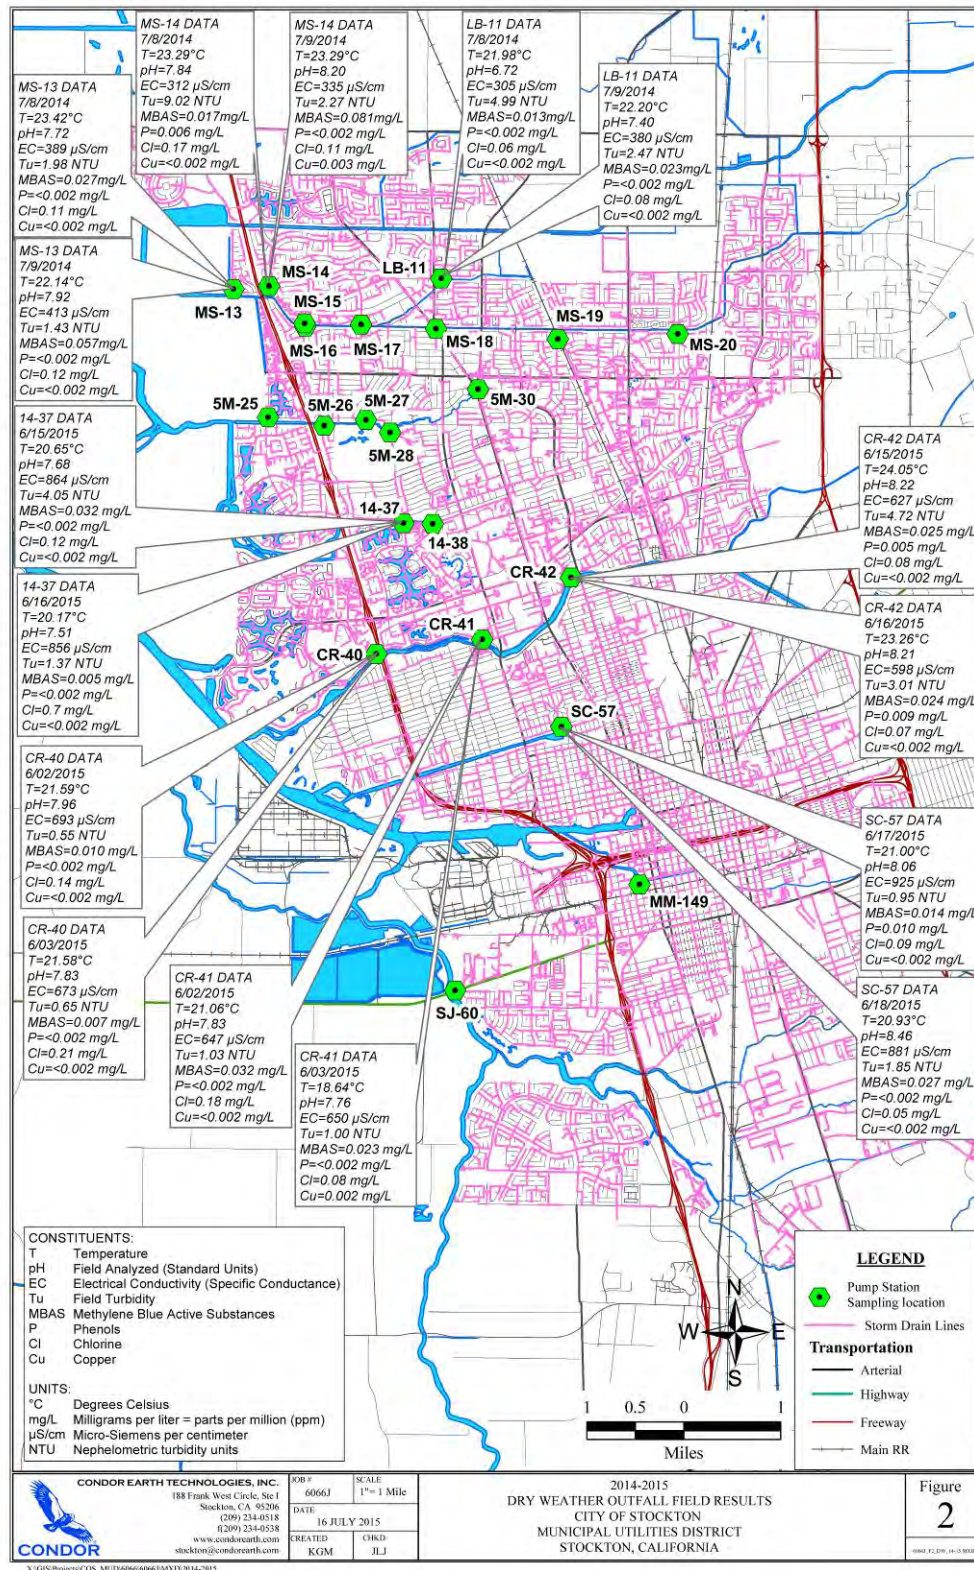 MS-14 DATA
7/8/2014
T=23.29°C
pH=7.84
EC=312 µS/cm
Tu=9.02 NTU
MBAS=0.017mg/L
P=0.006 mg/L
Cl=0.17 mg/L
Cu=<0.002 mg/L
MS-14 DATA
7/9/2014
T=23.29°C
pH=8.20
EC=335 µS/cm
Tu=2.27 NTU
MBAS=0.081mg/L
P=<0.002 mg/L
Cl=0.11 mg/L
Cu=0.003 mg/L
LB-11 DATA
7/8/2014
T=21.98°C
pH=6.72
EC=305 µS/cm
Tu=4.99 NTU
MBAS=0.013mg/L
P=<0.002 mg/L
Cl=0.06 mg/L
Cu=<0.002 mg/L
LB-11 DATA
7/9/2014
T=22.20°C
pH=7.40
EC=380 µS/cm
Tu=2.47 NTU
MBAS=0.023mg/L
P=<0.002 mg/L
Cl=0.08 mg/L
Cu=<0.002 mg/L
MS-13 DATA
7/8/2014
T=23.42°C
pH=7.72
EC=389 µS/cm
Tu=1.98 NTU
MBAS=0.027mg/L
P=<0.002 mg/L
Cl=0.11 mg/L
Cu=<0.002 mg/L
MS-13 DATA
7/9/2014
T=22.14°C
pH=7.92
EC=413 µS/cm
Tu=1.43 NTU
MBAS=0.057mg/L
P=<0.002 mg/L
Cl=0.12 mg/L
Cu=<0.002 mg/L
MS-13
MS-14
LB-11
MS-15
MS-16
MS-17
MS-18
MS-19
MS-20
5M-25
5M-26
5M-27
5M-28
5M-30
14-37 DATA
6/15/2015
T=20.65°C
pH=7.68
EC=864 µS/cm
Tu=4.05 NTU
MBAS=0.032 mg/L
P=<0.002 mg/L
Cl=0.12 mg/L
Cu=<0.002 mg/L
14-37
14-38
CR-42
CR-41
CR-40
SC-57
MM-149
SJ-60
CR-42 DATA
6/15/2015
T=24.05°C
pH=8.22
EC=627 µS/cm
Tu=4.72 NTU
MBAS=0.025 mg/L
P=0.005 mg/L
Cl=0.08 mg/L
Cu=<0.002 mg/L
14-37 DATA
6/16/2015
T=20.17°C
pH=7.51
EC=856 µS/cm
Tu=1.37 NTU
MBAS=0.005 mg/L
P=<0.002 mg/L
Cl=0.7 mg/L
Cu=<0.002 mg/L
CR-42 DATA
6/16/2015
T=23.26°C
pH=8.21
EC=598 µS/cm
Tu=3.01 NTU
MBAS=0.024 mg/L
P=0.009 mg/L
Cl=0.07 mg/L
Cu=<0.002 mg/L
CR-40 DATA
6/02/2015
T=21.59°C
pH=7.96
EC=693 µS/cm
Tu=0.55 NTU
MBAS=0.010 mg/L
P=<0.002 mg/L
Cl=0.14 mg/L
Cu=<0.002 mg/L
SC-57 DATA
6/17/2015
T=21.00°C
pH=8.06
EC=925 µS/cm
Tu=0.95 NTU
MBAS=0.014 mg/L
P=0.010 mg/L
Cl=0.09 mg/L
Cu=<0.002 mg/L
CR-40 DATA
6/03/2015
T=21.58°C
pH=7.83
EC=673 µS/cm
Tu=0.65 NTU
MBAS=0.007 mg/L
P=<0.002 mg/L
Cl=0.21 mg/L
Cu=<0.002 mg/L
CR-41 DATA
6/02/2015
T=21.06°C
pH=7.83
EC=647 µS/cm
Tu=1.03 NTU
MBAS=0.032 mg/L
P=<0.002 mg/L
Cl=0.18 mg/L
Cu=<0.002 mg/L
CR-41 DATA
6/03/2015
T=18.64°C
pH=7.76
EC=650 µS/cm
Tu=1.00 NTU
MBAS=0.023 mg/L
P=<0.002 mg/L
Cl=0.08 mg/L
Cu=0.002 mg/L
SC-57 DATA
6/18/2015
T=20.93°C
pH=8.46
EC=881 µS/cm
Tu=1.85 NTU
MBAS=0.027 mg/L
P=<0.002 mg/L
Cl=0.05 mg/L
Cu=<0.002 mg/L
CONSTITUENTS:
T Temperature
pH Field Analyzed (Standard Units)
EC Electrical Conductivity (Specific Conductance)
Tu Field Turbidity
MBAS Methylene Blue Active Substances
P Phenols
Cl Chlorine
Cu Copper
UNITS:
°C Degrees Celsius
mg/L Milligrams per liter = parts per million (ppm)
µS/cm Micro-Siemens per centimeter
NTU Nephelometric turbidity units
N
W E
S
1 0.5 0 1
Miles
LEGEND
Pump Station
Sampling location
Storm Drain Lines
Transportation
Arterial
Highway
Freeway
Main RR
CONDOR
CONDOR EARTH TECHNOLOGIES, INC.
188 Frank West Circle, Ste I
Stockton, CA 95206
(209) 234-0518
f(209) 234-0538
www.condorearth.com
stockton@condorearth.com
JOB #
6066J
SCALE
1"= 1 Mile
DATE
16 JULY 2015
CREATED
KGM
CHKD
JLJ
2014-2015
DRY WEATHER OUTFALL FIELD RESULTS
CITY OF STOCKTON
MUNICIPAL UTILITIES DISTRICT
STOCKTON, CALIFORNIA
Figure
2